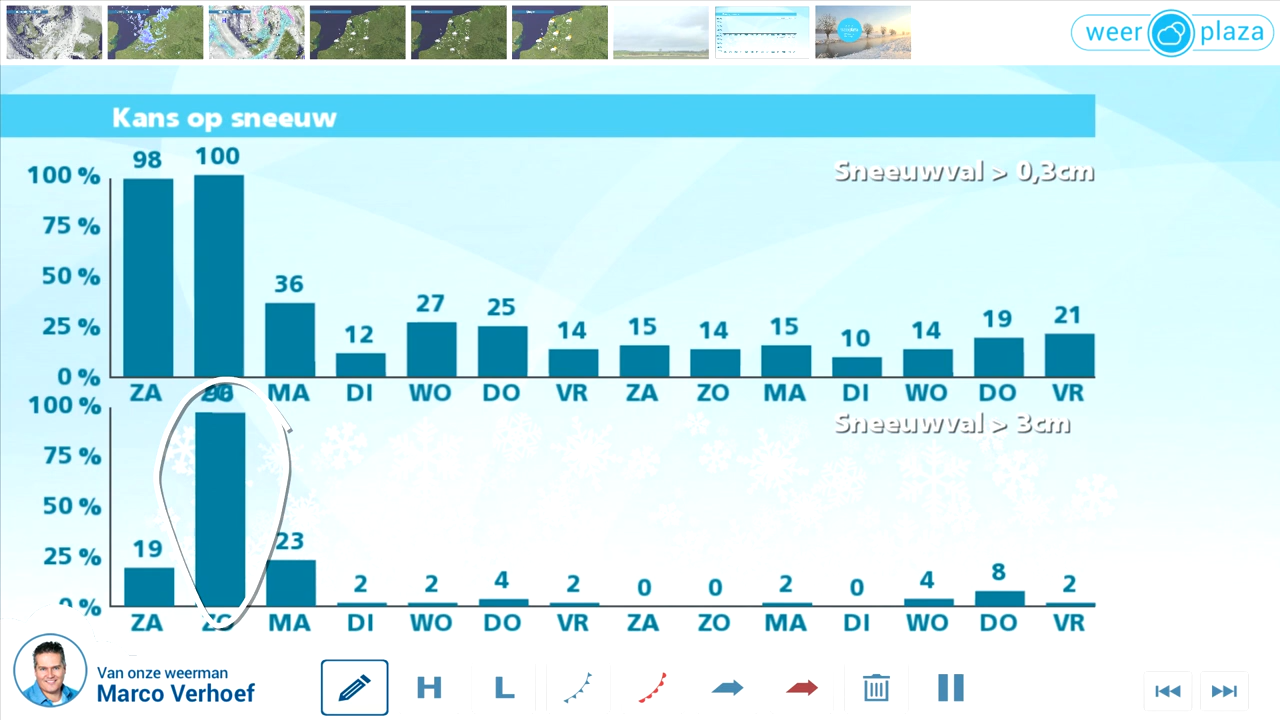 weer plaza
Kans op sneeuw
Sneeuwval > 0,3cm
100 %
75 %
50 %
25 %
0 %
98 100 36 12 27 25 14 15 14 15 10 14 19 21
ZA MA DI WO DO VR ZA ZO MA DI WO DO VR
Sneeuwval > 3cm
100 %
75 %
50 %
25 %
0 %
19 23 2 2 4 2 0 0 2 0 4 8 2
ZA ZO MA DI WO DO VR ZA ZO MA DI WO DO VR
Van onze weerman
Marco Verhoef
H L